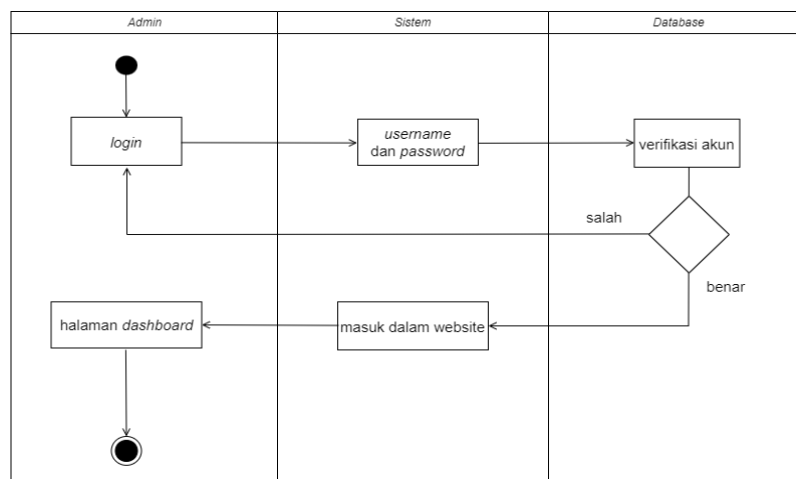 Admin
Sistem
Database
login
username
dan password
verifikasi akun
salah
benar
halaman dashboard
masuk dalam website